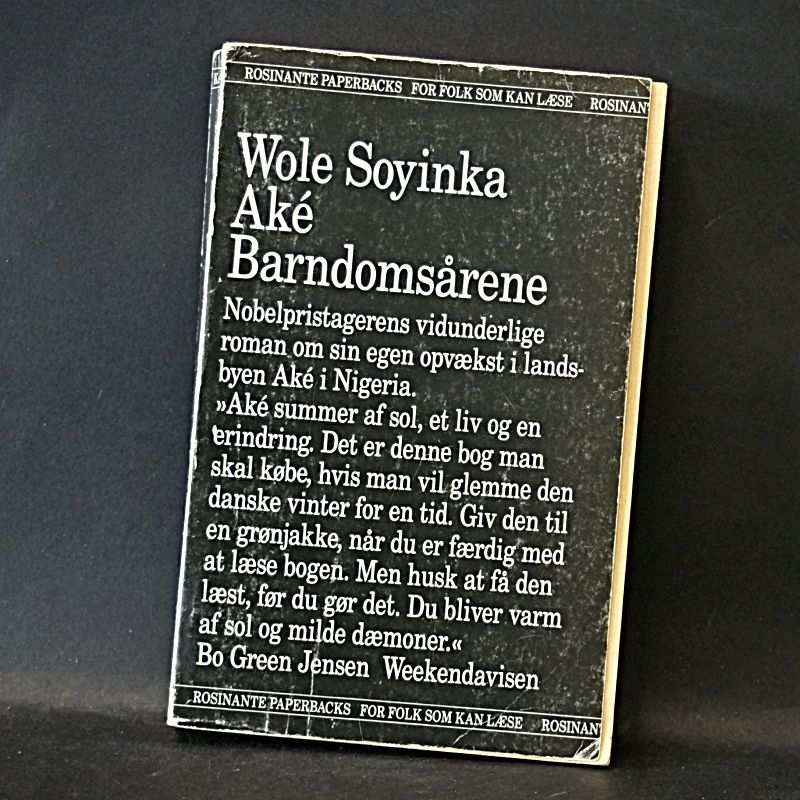 ROSINANTE PAPERBACKS FOR FOLK SOM KAN LÆSE ROSINANT
Wole Soyinka
Aké
Barndomsårene
Nobelpristagerens vidunderlige
roman om sin egen opvækst i lands-
byen Aké i Nigeria.
»Aké summer af sol, et liv og en
erindring. Det er denne bog man
skal købe, hvis man vil glemme den
danske vinter for en tid. Giv den til
en grønjakke, når du er færdig med
at læse bogen. Men husk at få den
læst, før du gør det. Du bliver varm
af sol og milde dæmoner.«
Bo Green Jensen Weekendavisen
ROSINANTE PAPERBACKS FOR FOLK SOM KAN LÆSE ROSINAN